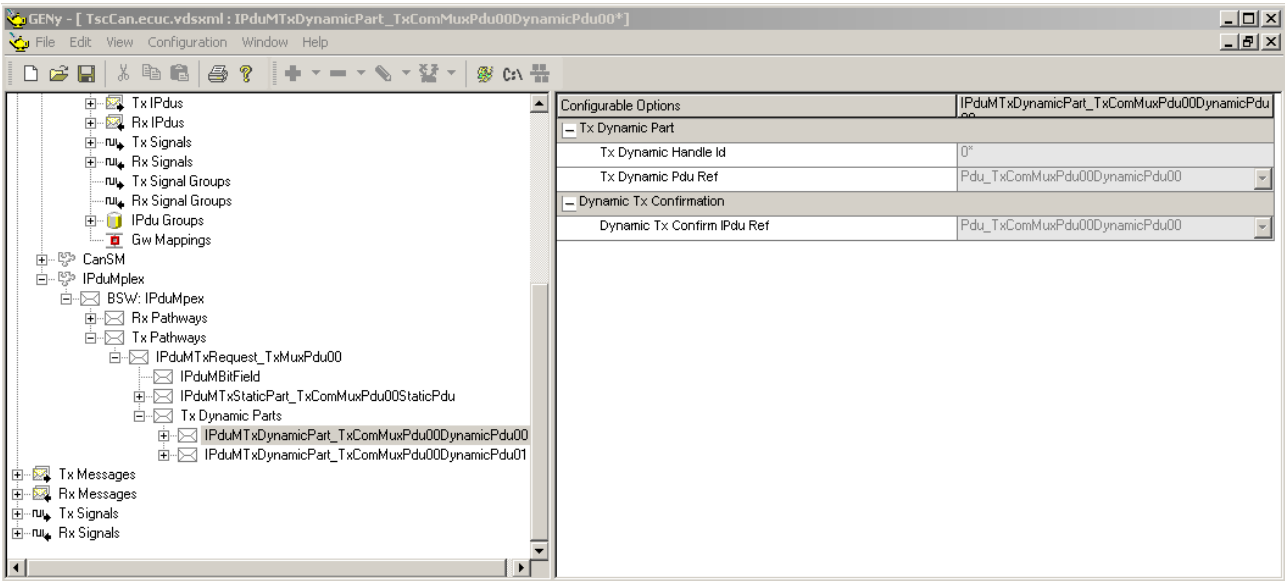 GENy - [ TscCan.ecuc.vdsxml : IPduMTxDynamicPart_TxComMuxPdu00DynamicPdu00*]
File Edit View Configuration Window Help
C:\
Tx IPdus
Rx IPdus
Tx Signals
Rx Signals
Tx Signal Groups
Rx Signal Groups
IPdu Groups
Gw Mappings
CanSM
IPduMplex
BSW: IPduMpex
Rx Pathways
Tx Pathways
IPduMTxRequest_TxMuxPdu00
IPduMBitField
IPduMTxStaticPart_TxComMuxPdu00StaticPdu
Tx Dynamic Parts
IPduMTxDynamicPart_TxComMuxPdu00DynamicPdu00
IPduMTxDynamicPart_TxComMuxPdu00DynamicPdu01
Tx Messages
Rx Messages
Tx Signals
Rx Signals
Configurable Options IPduMTxDynamicPart_TxComMuxPdu00DynamicPdu
00
Tx Dynamic Part
Tx Dynamic Handle Id 0*
Tx Dynamic Pdu Ref Pdu_TxComMuxPdu00DynamicPdu00
Dynamic Tx Confirmation
Dynamic Tx Confirm IPdu Ref Pdu_TxComMuxPdu00DynamicPdu00